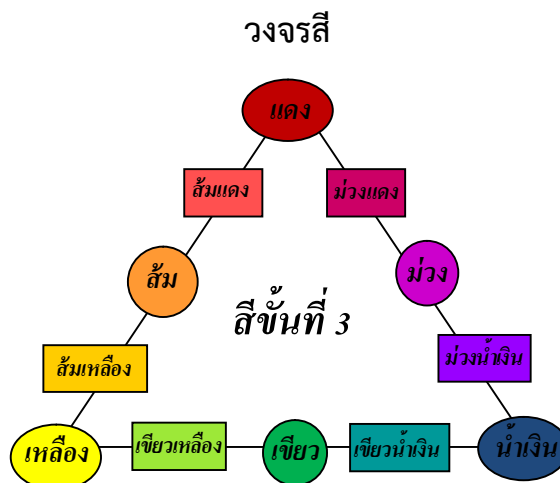 วงจรสี
แดง
ส้มแดง
ม่วงแดง
ส้ม
ม่วง
สีขั้นที่ 3
ส้มเหลือง
ม่วงน้ำเงิน
เหลือง
เขียวเหลือง
เขียว
เขียวน้ำเงิน
น้ำเงิน